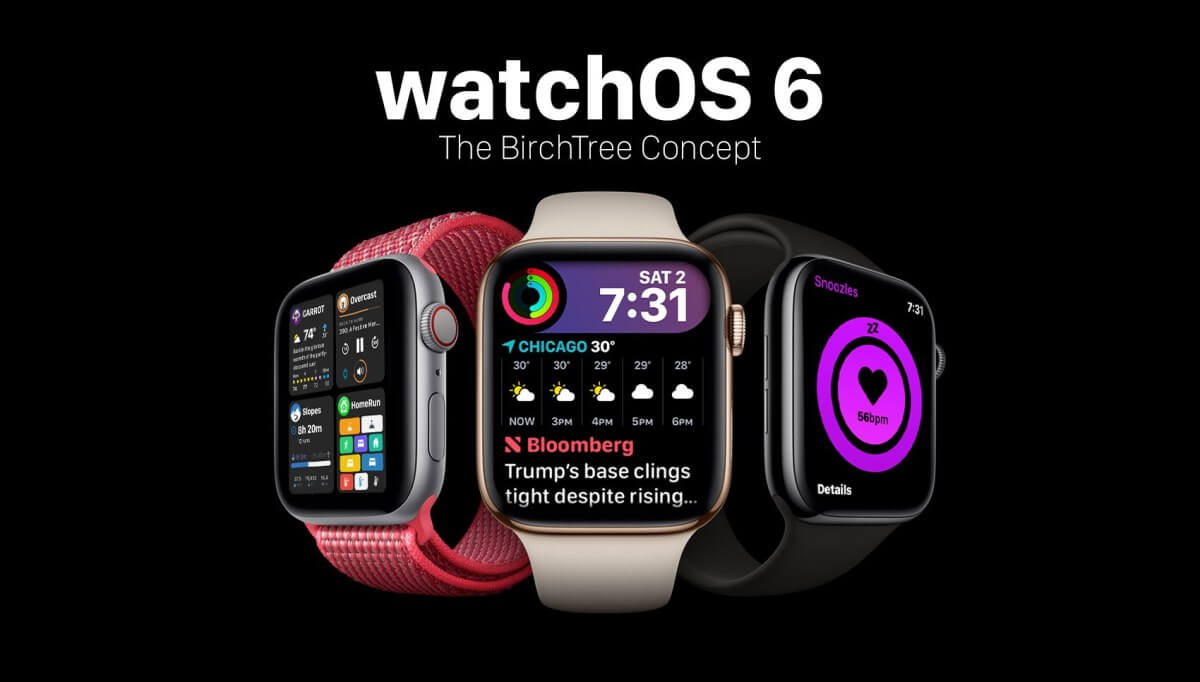 watchOS 6
The BirchTree Concept
CARROT
74°
Overcast
Slopes
8h 20m
HomeRun
SAT 2
7:31
CHICAGO 30°
30° 30° 29° 29° 28°
NOW 3PM 4PM 5PM 6PM
Bloomberg
Trump's base clings
tight despite rising...
Snoozles
7:31
zz
56bpm
Details